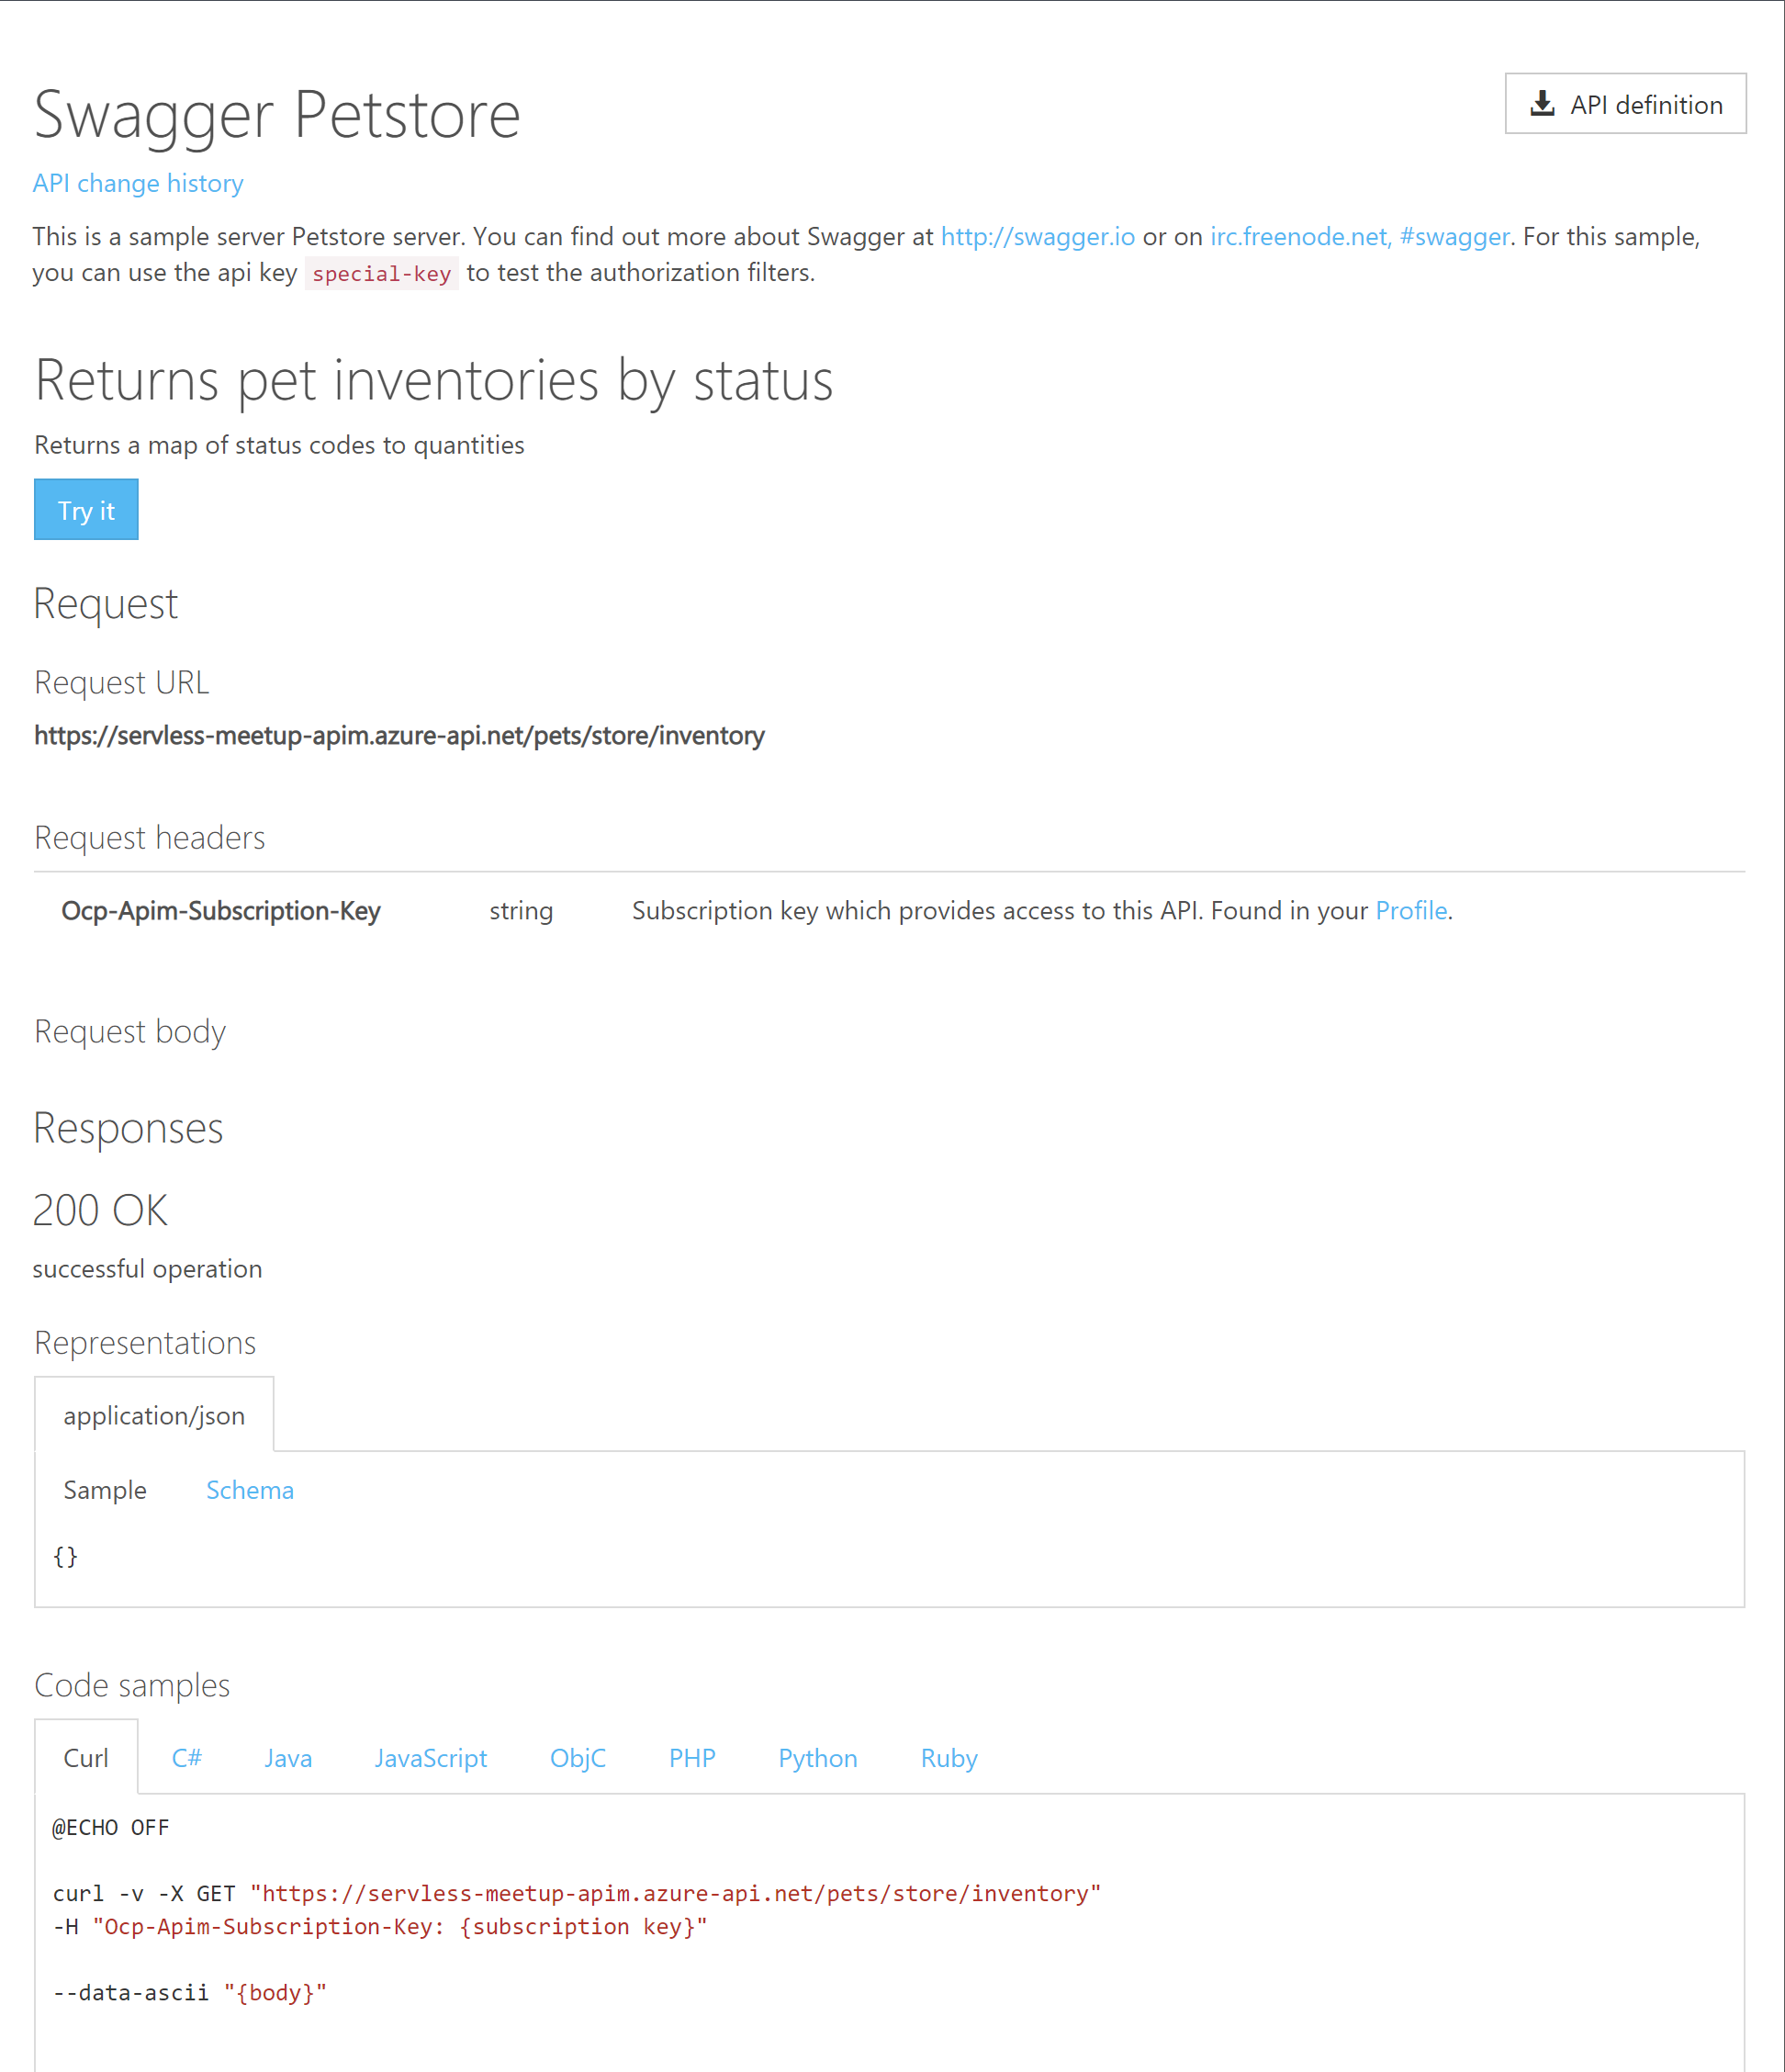 Swagger Petstore
API definition
API change history
This is a sample server Petstore server. You can find out more about Swagger at http://swagger.io or on irc.freenode.net, #swagger. For this sample,
you can use the api key special-key to test the authorization filters.
Returns pet inventories by status
Returns a map of status codes to quantities
Try it
Request
Request URL
https://servless-meetup-apim.azure-api.net/pets/store/inventory
Request headers
Ocp-Apim-Subscription-Key string Subscription key which provides access to this API. Found in your Profile.
Request body
Responses
200 OK
successful operation
Representations
application/json
Sample Schema
{}
Code samples
Curl C# Java JavaScript ObjC PHP Python Ruby
@ECHO OFF
curl -v -X GET "https://servless-meetup-apim.azure-api.net/pets/store/inventory"
-H "Ocp-Apim-Subscription-Key: {subscription key}"
--data-ascii "{body}"